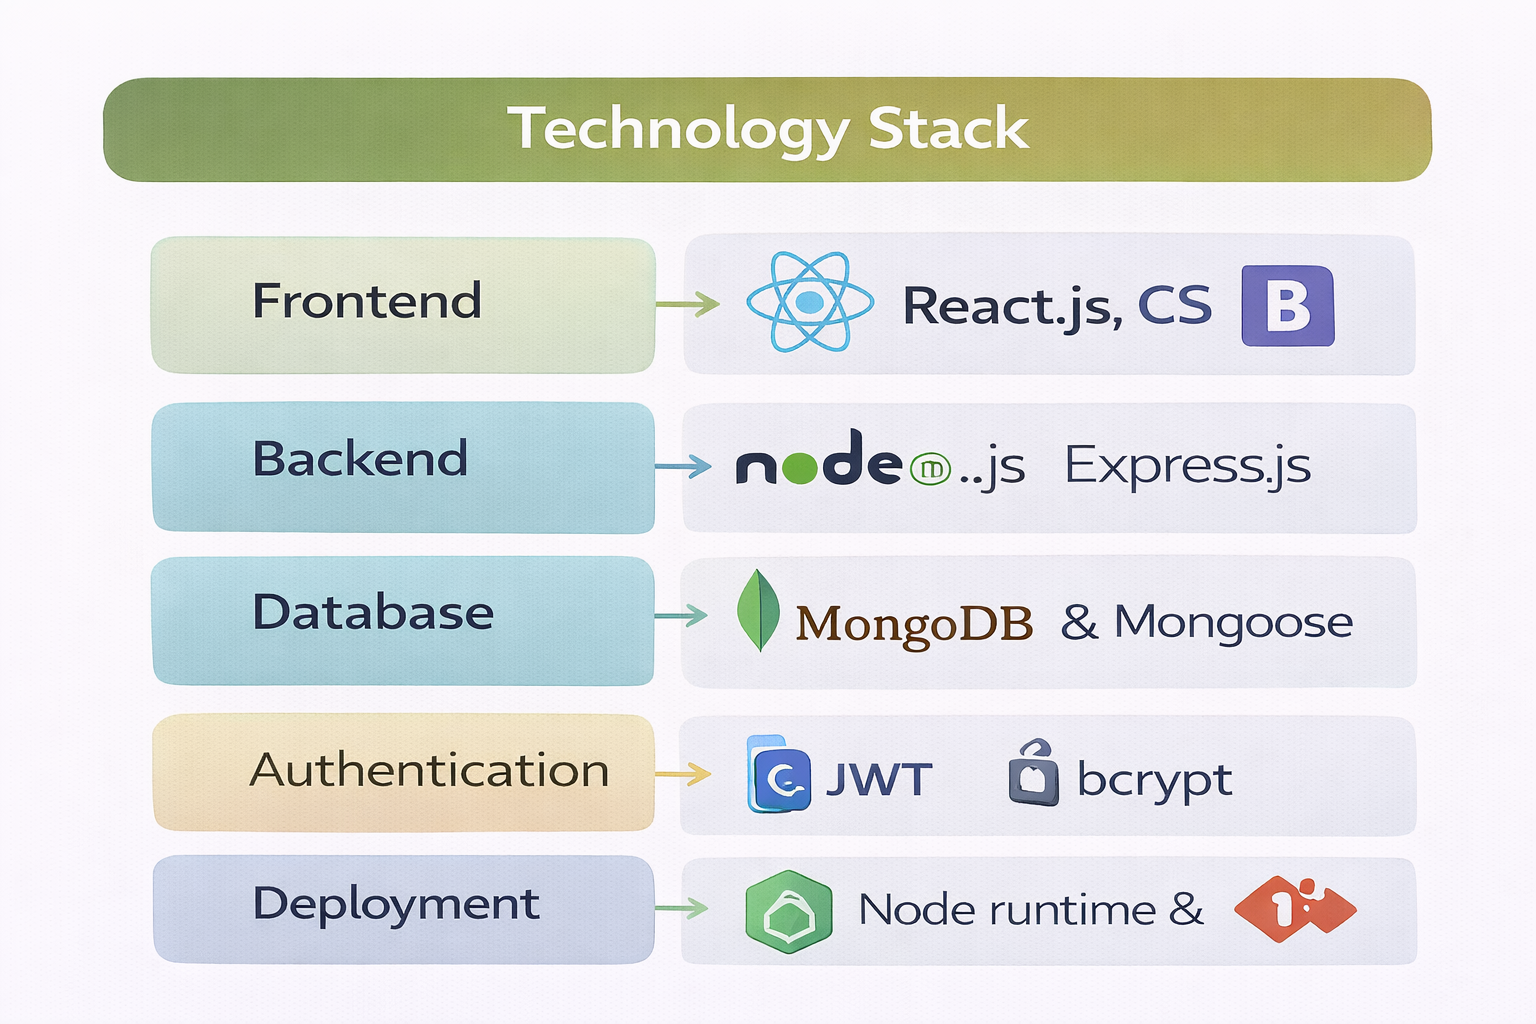 Technology Stack
Frontend
React.js, CS B
Backend
node m..js Express.js
Database
MongoDB & Mongoose
Authentication
JWT bcrypt
Deployment
Node runtime &